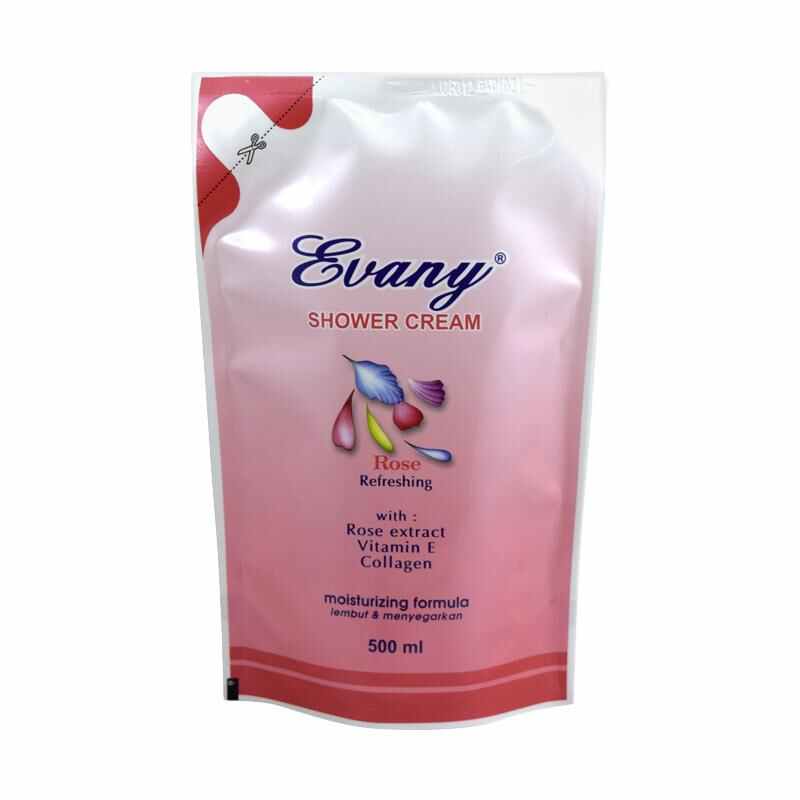 Evany®
SHOWER CREAM
Rose
Refreshing
with :
Rose extract
Vitamin E
Collagen
moisturizing formula
lembut & menyegarkan
500 ml